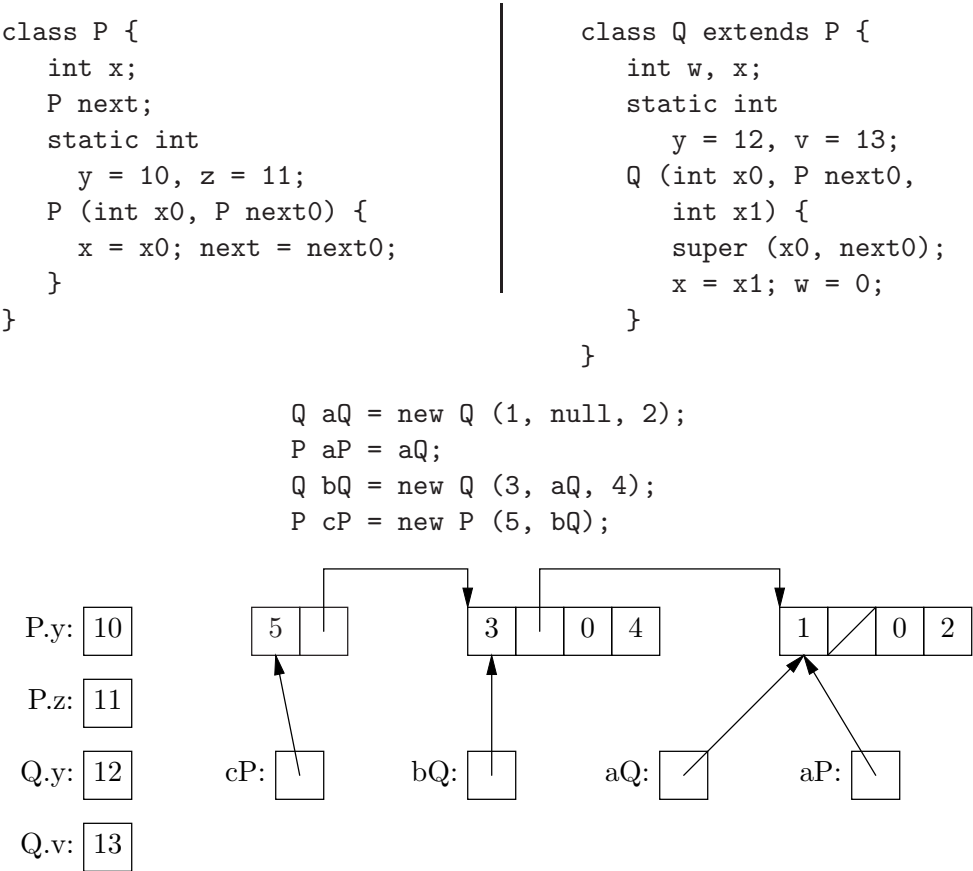 class P {
int x;
P next;
static int
y = 10, z = 11;
P (int x0, P next0) {
x = x0; next = next0;
}
}
class Q extends P {
int w, x;
static int
y = 12, v = 13;
Q (int x0, P next0,
int x1) {
super (x0, next0);
x = x1; w = 0;
}
}
Q aQ = new Q (1, null, 2);
P aP = aQ;
Q bQ = new Q (3, aQ, 4);
P cP = new P (5, bQ);
P.y: 10
5
3 0 4
1 0 2
P.z: 11
Q.y: 12
cP:
bQ:
aQ:
aP:
Q.v: 13